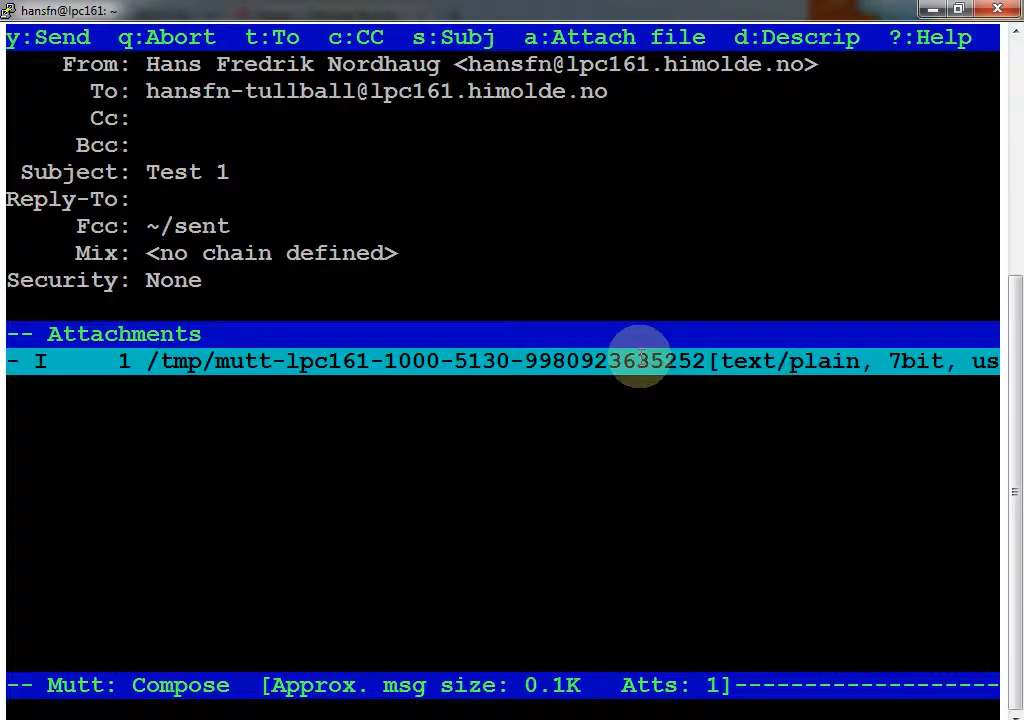 hansfn@lpc161: ~
y:Send  q:Abort  t:To  c:CC  s:Subj  a:Attach file  d:Descrip  ?:Help
From: Hans Fredrik Nordhaug <hansfn@lpc161.himolde.no>
To: hansfn-tullball@lpc161.himolde.no
Cc:
Bcc:
Subject: Test 1
Reply-To:
Fcc: ~/sent
Mix: <no chain defined>
Security: None
-- Attachments
- I     1 /tmp/mutt-lpc161-1000-5130-9980923635252[text/plain, 7bit, us
-- Mutt: Compose  [Approx. msg size: 0.1K   Atts: 1]-------------------